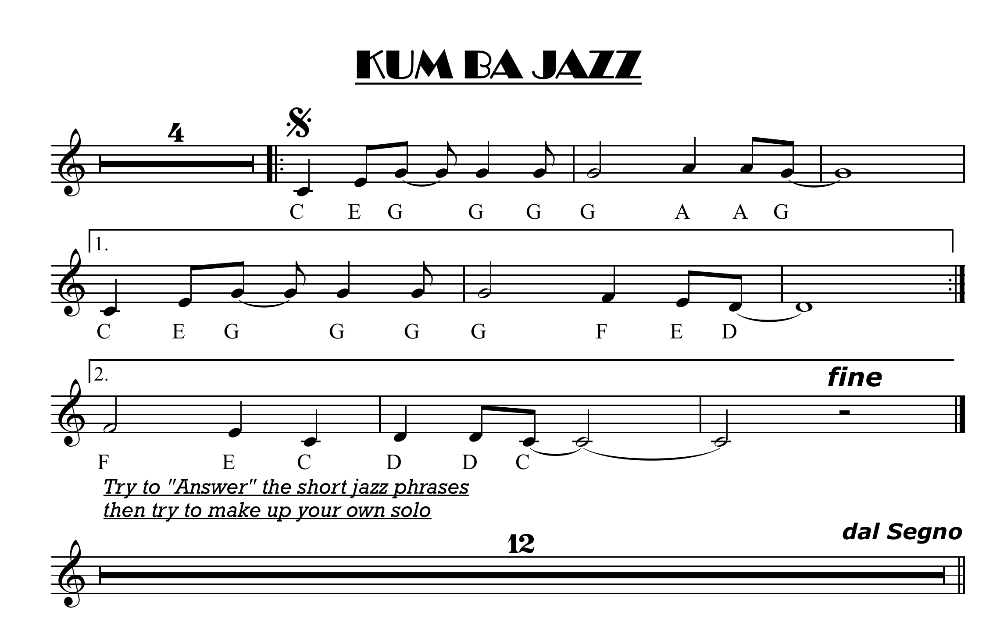 KUM BA JAZZ
4
C E G G G G A A G
1.
C E G G G G F E D
2.
fine
F E C D D C
Try to "Answer" the short jazz phrases
then try to make up your own solo
dal Segno
12